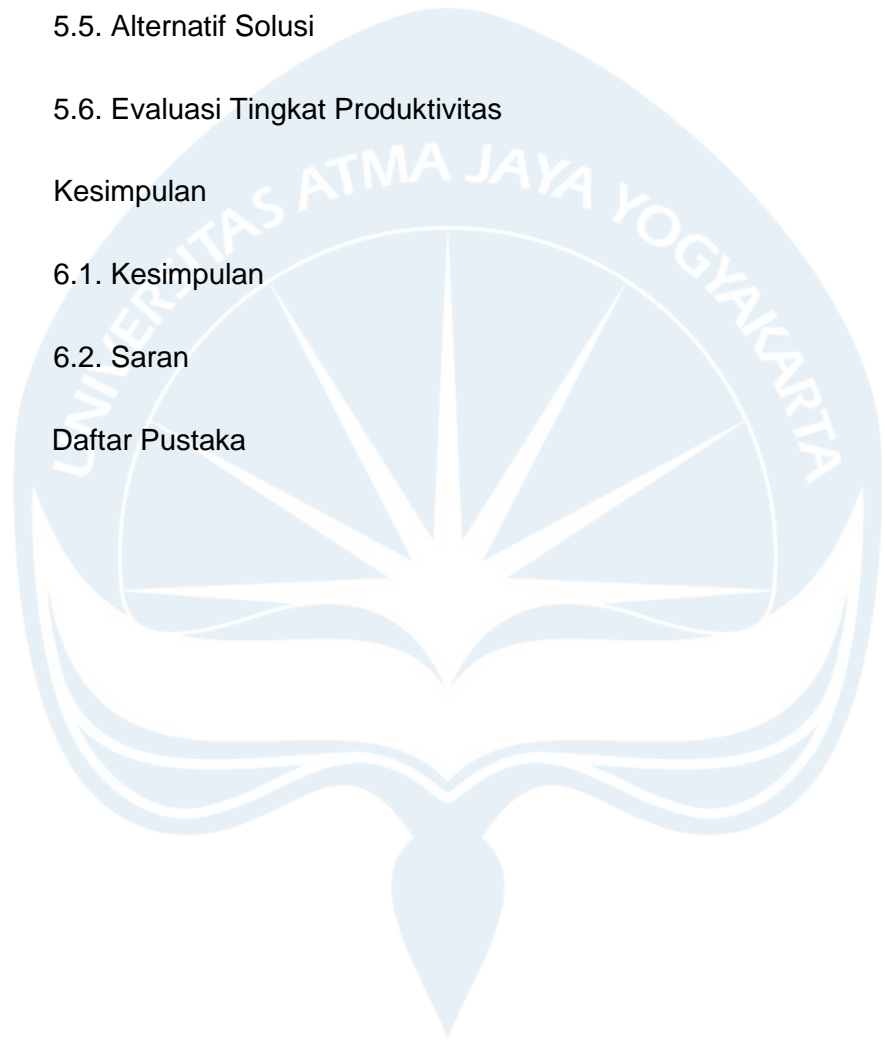 5.5. Alternatif Solusi
5.6. Evaluasi Tingkat Produktivitas
UNIVERSITAS ATMA JAYA YOGYAKARTA
Kesimpulan
6.1. Kesimpulan
6.2. Saran
Daftar Pustaka